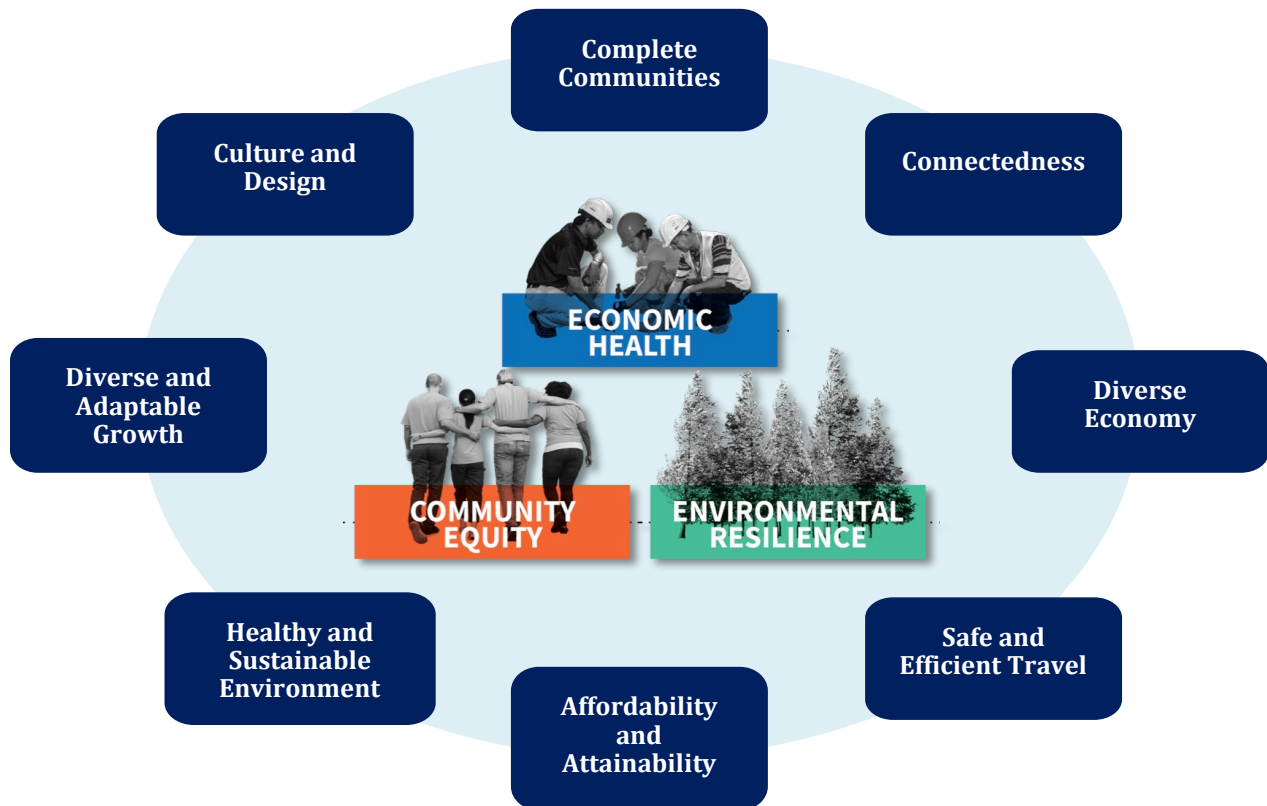 Complete
Communities
Culture and
Design
Connectedness
ECONOMIC
HEALTH
Diverse and
Adaptable
Growth
Diverse
Economy
COMMUNITY
EQUITY
ENVIRONMENTAL
RESILIENCE
Healthy and
Sustainable
Environment
Safe and
Efficient Travel
Affordability
and
Attainability